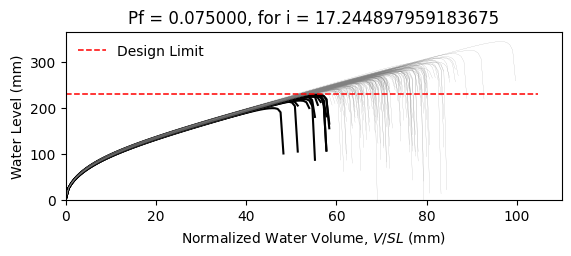 Pf = 0.075000, for i = 17.244897959183675
Design Limit
Water Level (mm)
300
200
100
0
0 20 40 60 80 100
Normalized Water Volume, V/SL (mm)